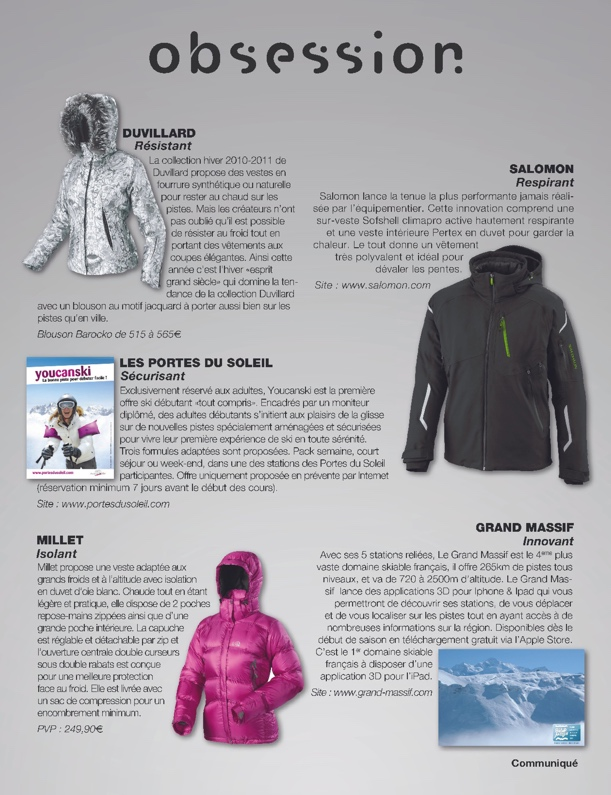 obsession
DUVILLARD
Résistant
La collection hiver 2010-2011 de
Duvillard propose des vestes en
fourrure synthétique ou naturelle
pour rester au chaud sur les
pistes. Mais les créateurs n'ont
pas oublié qu'il est possible
de résister au froid tout en
portant des vêtements aux
coupes élégantes. Ainsi cette
année c'est l'hiver «esprit
grand siècle» qui domine la ten-
dance de la collection Duvillard
avec un blouson au motif jacquard à porter aussi bien sur les
pistes qu'en ville.
Blouson Barocko de 515 à 565€
SALOMON
Respirant
Salomon lance la tenue la plus performante jamais réali-
sée par l'equipementier. Cette innovation comprend une
sur-veste Sofshell climapro active hautement respirante
et une veste intérieure Pertex en duvet pour garder la
chaleur. Le tout donne un vêtement
très polyvalent et idéal pour
dévaler les pentes.
Site : www.salomon.com
youcanski
La bonne piste pour débuter facile !
www.portesdusoleil.com
LES PORTES DU SOLEIL
Sécurisant
Exclusivement réservé aux adultes, Youcanski est la première
offre ski débutant «tout compris». Encadrés par un moniteur
diplômé, des adultes débutants s'initient aux plaisirs de la glisse
sur de nouvelles pistes spécialement aménagées et sécurisées
pour vivre leur première expérience de ski en toute sérénité.
Trois formules adaptées sont proposées. Pack semaine, court
séjour ou week-end, dans une des stations des Portes du Soleil
participantes. Offre uniquement proposée en prévente par Internet
(réservation minimum 7 jours avant le début des cours).
Site : www.portesdusoleil.com
MILLET
Isolant
Millet propose une veste adaptée aux
grands froids et à l'altitude avec isolation
en duvet d'oie blanc. Chaude tout en étant
légère et pratique, elle dispose de 2 poches
repose-mains zippées ainsi que d'une
grande poche intérieure. La capuche
est réglable et détachable par zip et
l'ouverture centrale double curseurs
sous double rabats est conçue
pour une meilleure protection
face au froid. Elle est livrée avec
un sac de compression pour un
encombrement minimum.
PVP : 249,90€
GRAND MASSIF
Innovant
Avec ses 5 stations reliées, Le Grand Massif est le 4ème plus
vaste domaine skiable français, il offre 265km de pistes tous
niveaux, et va de 720 à 2500m d'altitude. Le Grand Mas-
sif lance des applications 3D pour Iphone & Ipad qui vous
permettront de découvrir ses stations, de vous déplacer
et de vous localiser sur les pistes tout en ayant accès à de
nombreuses informations sur la région. Disponibles dès le
début de saison en téléchargement gratuit via l'Apple Store.
C'est le 1er domaine skiable
français à disposer d'une
application 3D pour l'iPad.
Site : www.grand-massif.com
Communiqué